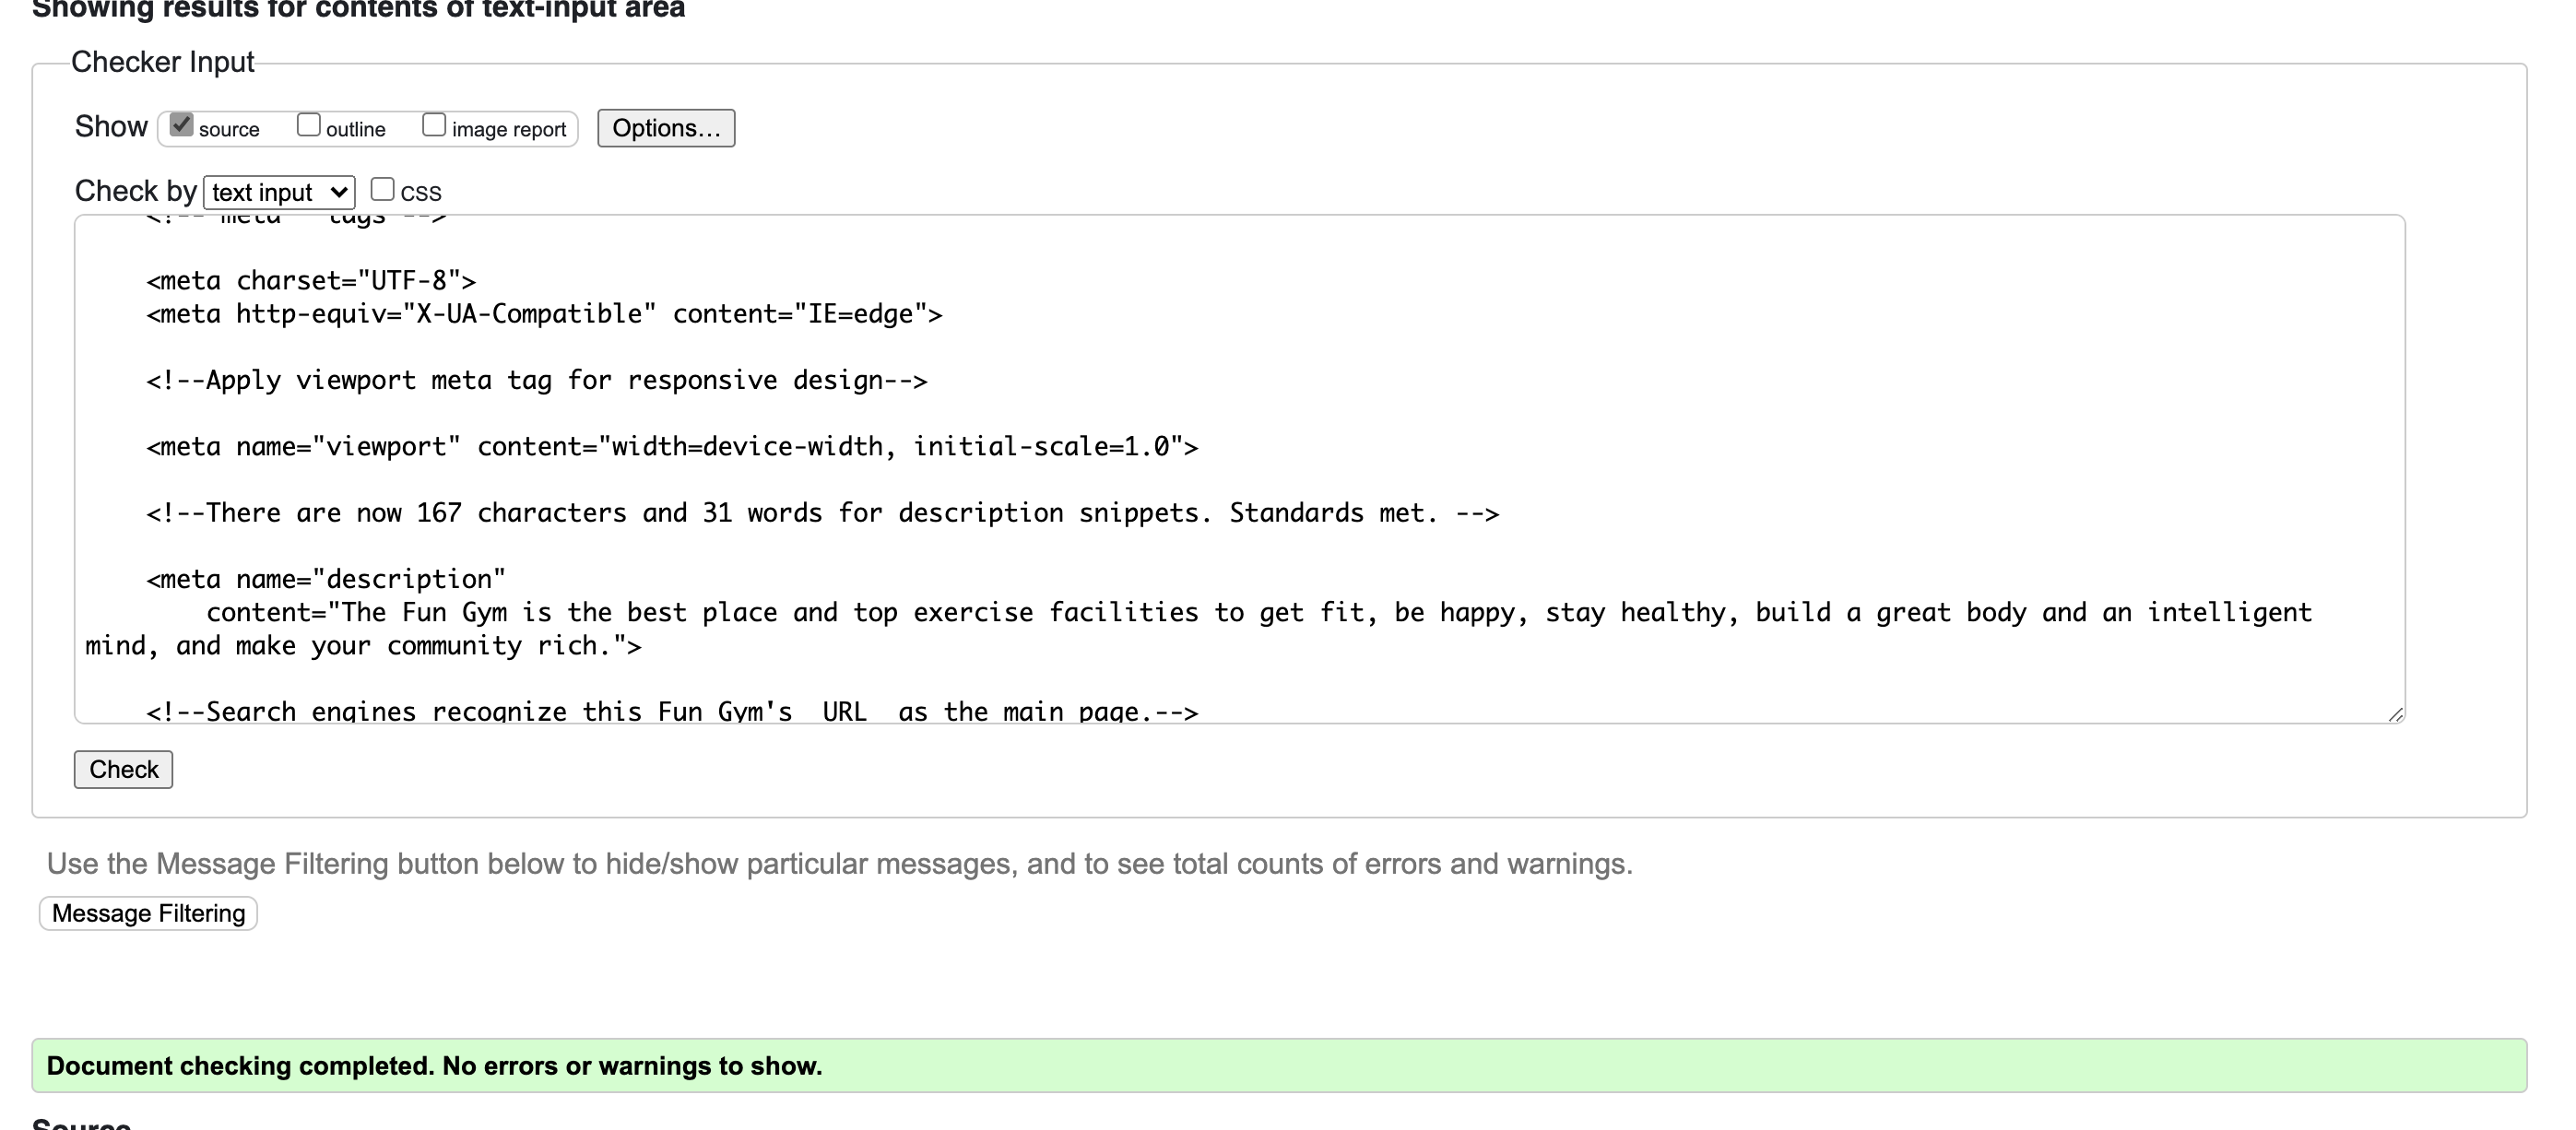 Showing results for contents of text-input area
Checker Input
Show source outline image report Options...
Check by text input css
<!-- meta   tags -->
<meta charset="UTF-8">
<meta http-equiv="X-UA-Compatible" content="IE=edge">
<!--Apply viewport meta tag for responsive design-->
<meta name="viewport" content="width=device-width, initial-scale=1.0">
<!--There are now 167 characters and 31 words for description snippets. Standards met. -->
<meta name="description"
content="The Fun Gym is the best place and top exercise facilities to get fit, be happy, stay healthy, build a great body and an intelligent
mind, and make your community rich.">
<!--Search engines recognize this Fun Gym's  URL  as the main page.-->
Check
Use the Message Filtering button below to hide/show particular messages, and to see total counts of errors and warnings.
Message Filtering
Document checking completed. No errors or warnings to show.
Source